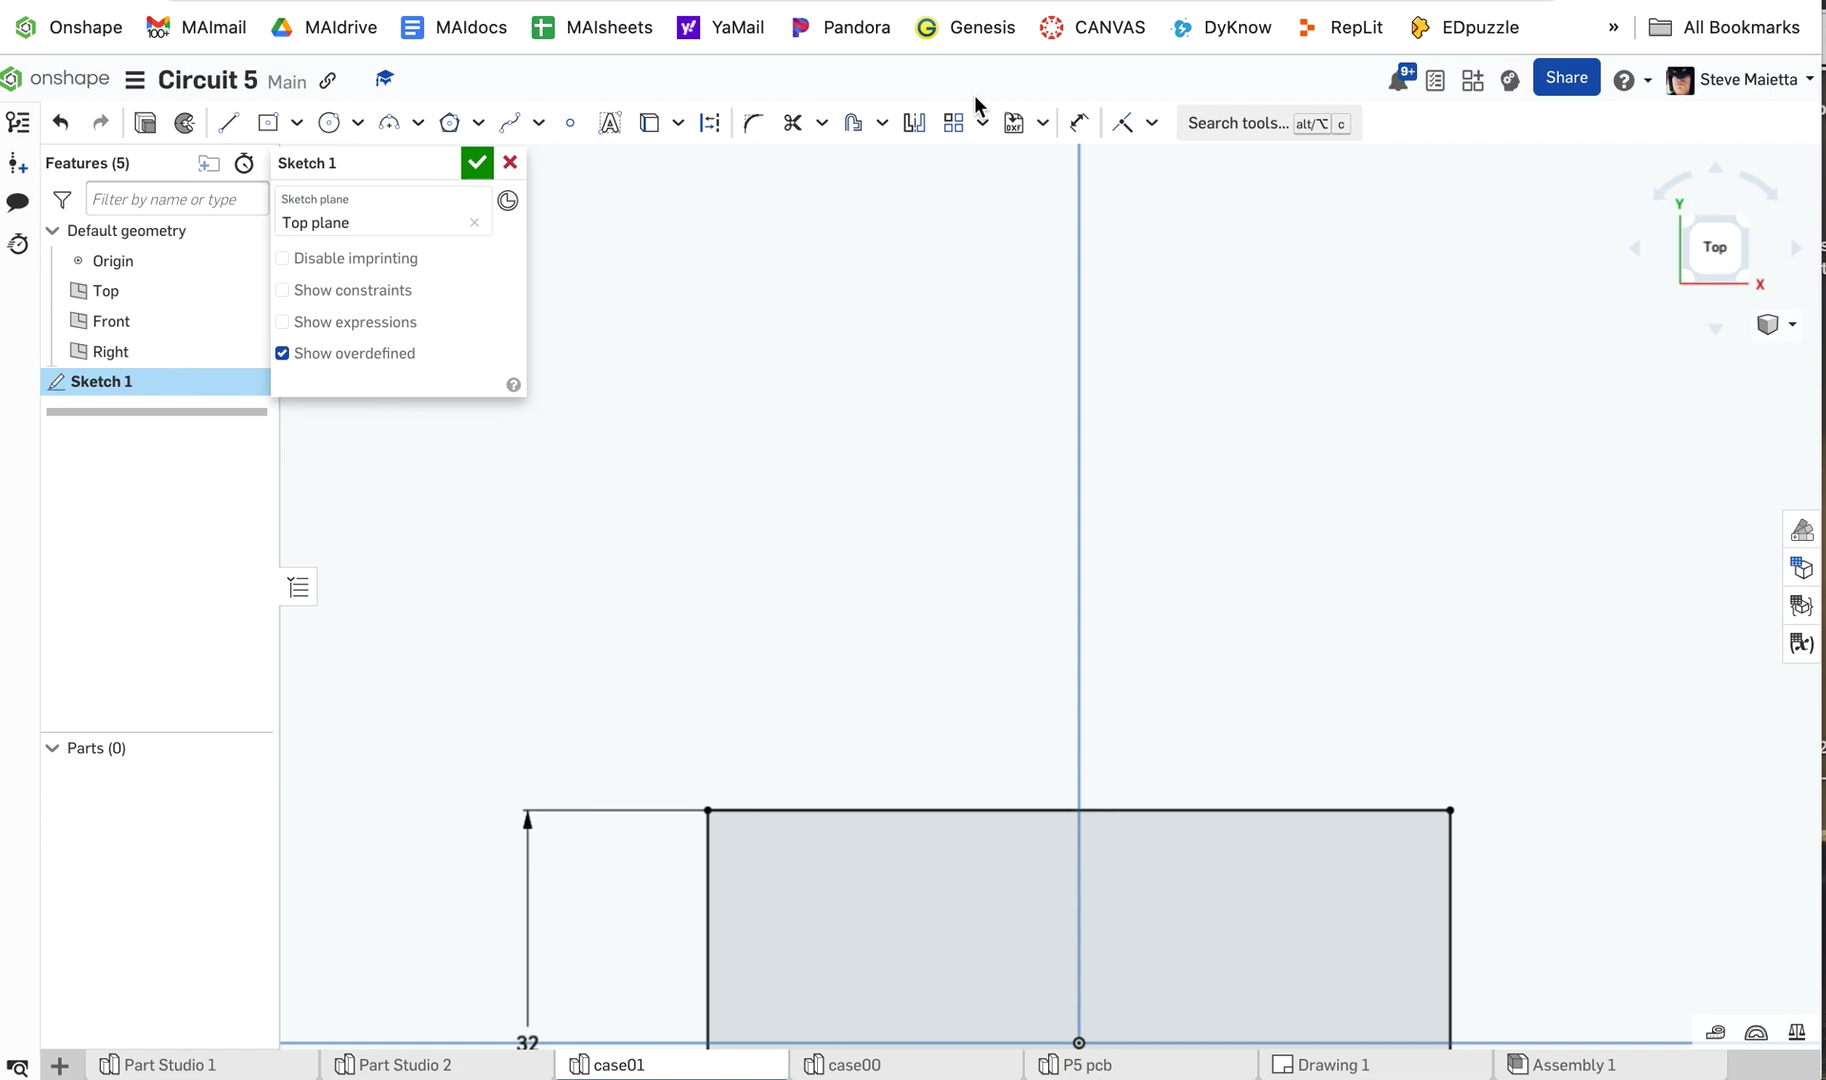 Onshape 100+ MAImail MAIdrive MAIdocs MAIsheets YaMail Pandora Genesis CANVAS DyKnow RepLit EDpuzzle » All Bookmarks
onshape Circuit 5 Main 9+ Share Steve Maietta
Search tools... alt/⌥ c
Features (5)
Filter by name or type
Default geometry
Origin
Top
Front
Right
Sketch 1
Parts (0)
Sketch 1
Sketch plane
Top plane
Disable imprinting
Show constraints
Show expressions
Show overdefined
Y
Top
X
32
Part Studio 1 Part Studio 2 case01 case00 P5 pcb Drawing 1 Assembly 1